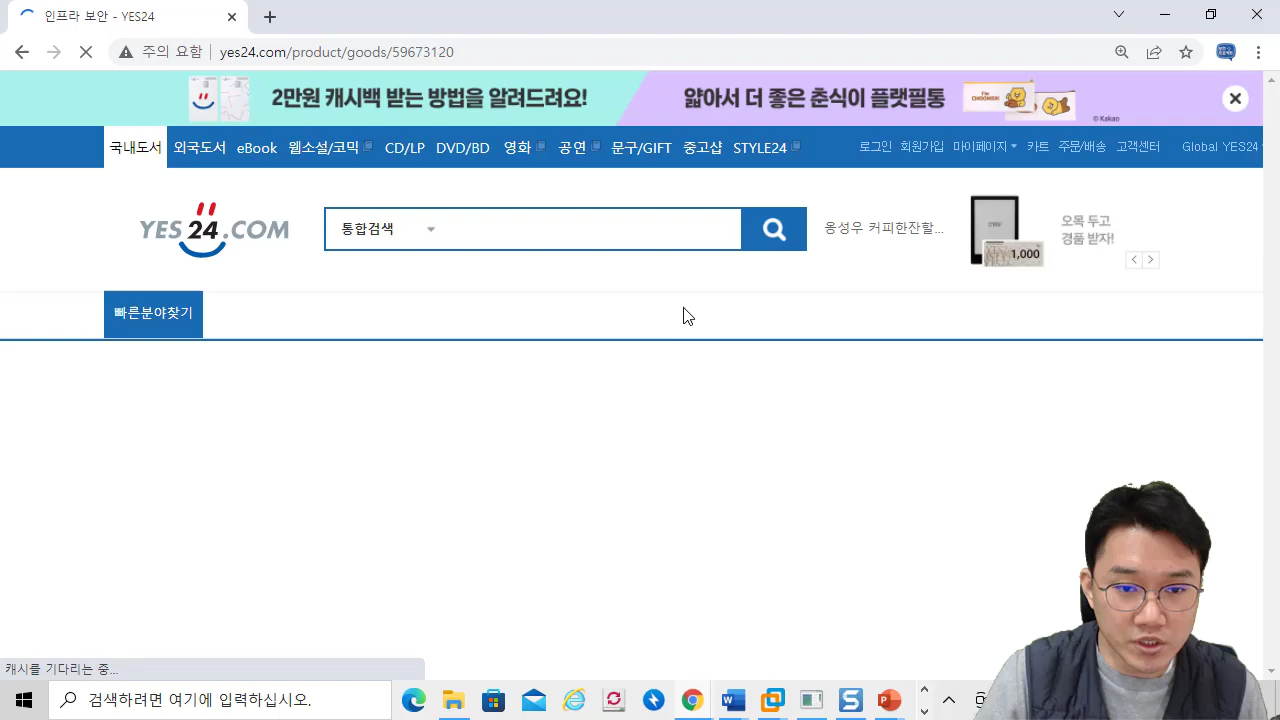 인프라 보안 - YES24
주의 요함
yes24.com/product/goods/59673120
2만원 캐시백 받는 방법을 알려드려요!
얇아서 더 좋은 춘식이 플랫필통
© Kakao
국내도서 외국도서 eBook 웹소설/코믹 CD/LP DVD/BD 영화 공연 문구/GIFT 중고샵 STYLE24
로그인 회원가입 마이페이지 카트 주문/배송 고객센터 Global YES24
YES24.COM
통합검색
옹성우 커피한잔할...
1,000
오목 두고
경품 받자!
빠른분야찾기
캐시를 기다리는 중...
검색하려면 여기에 입력하십시오.